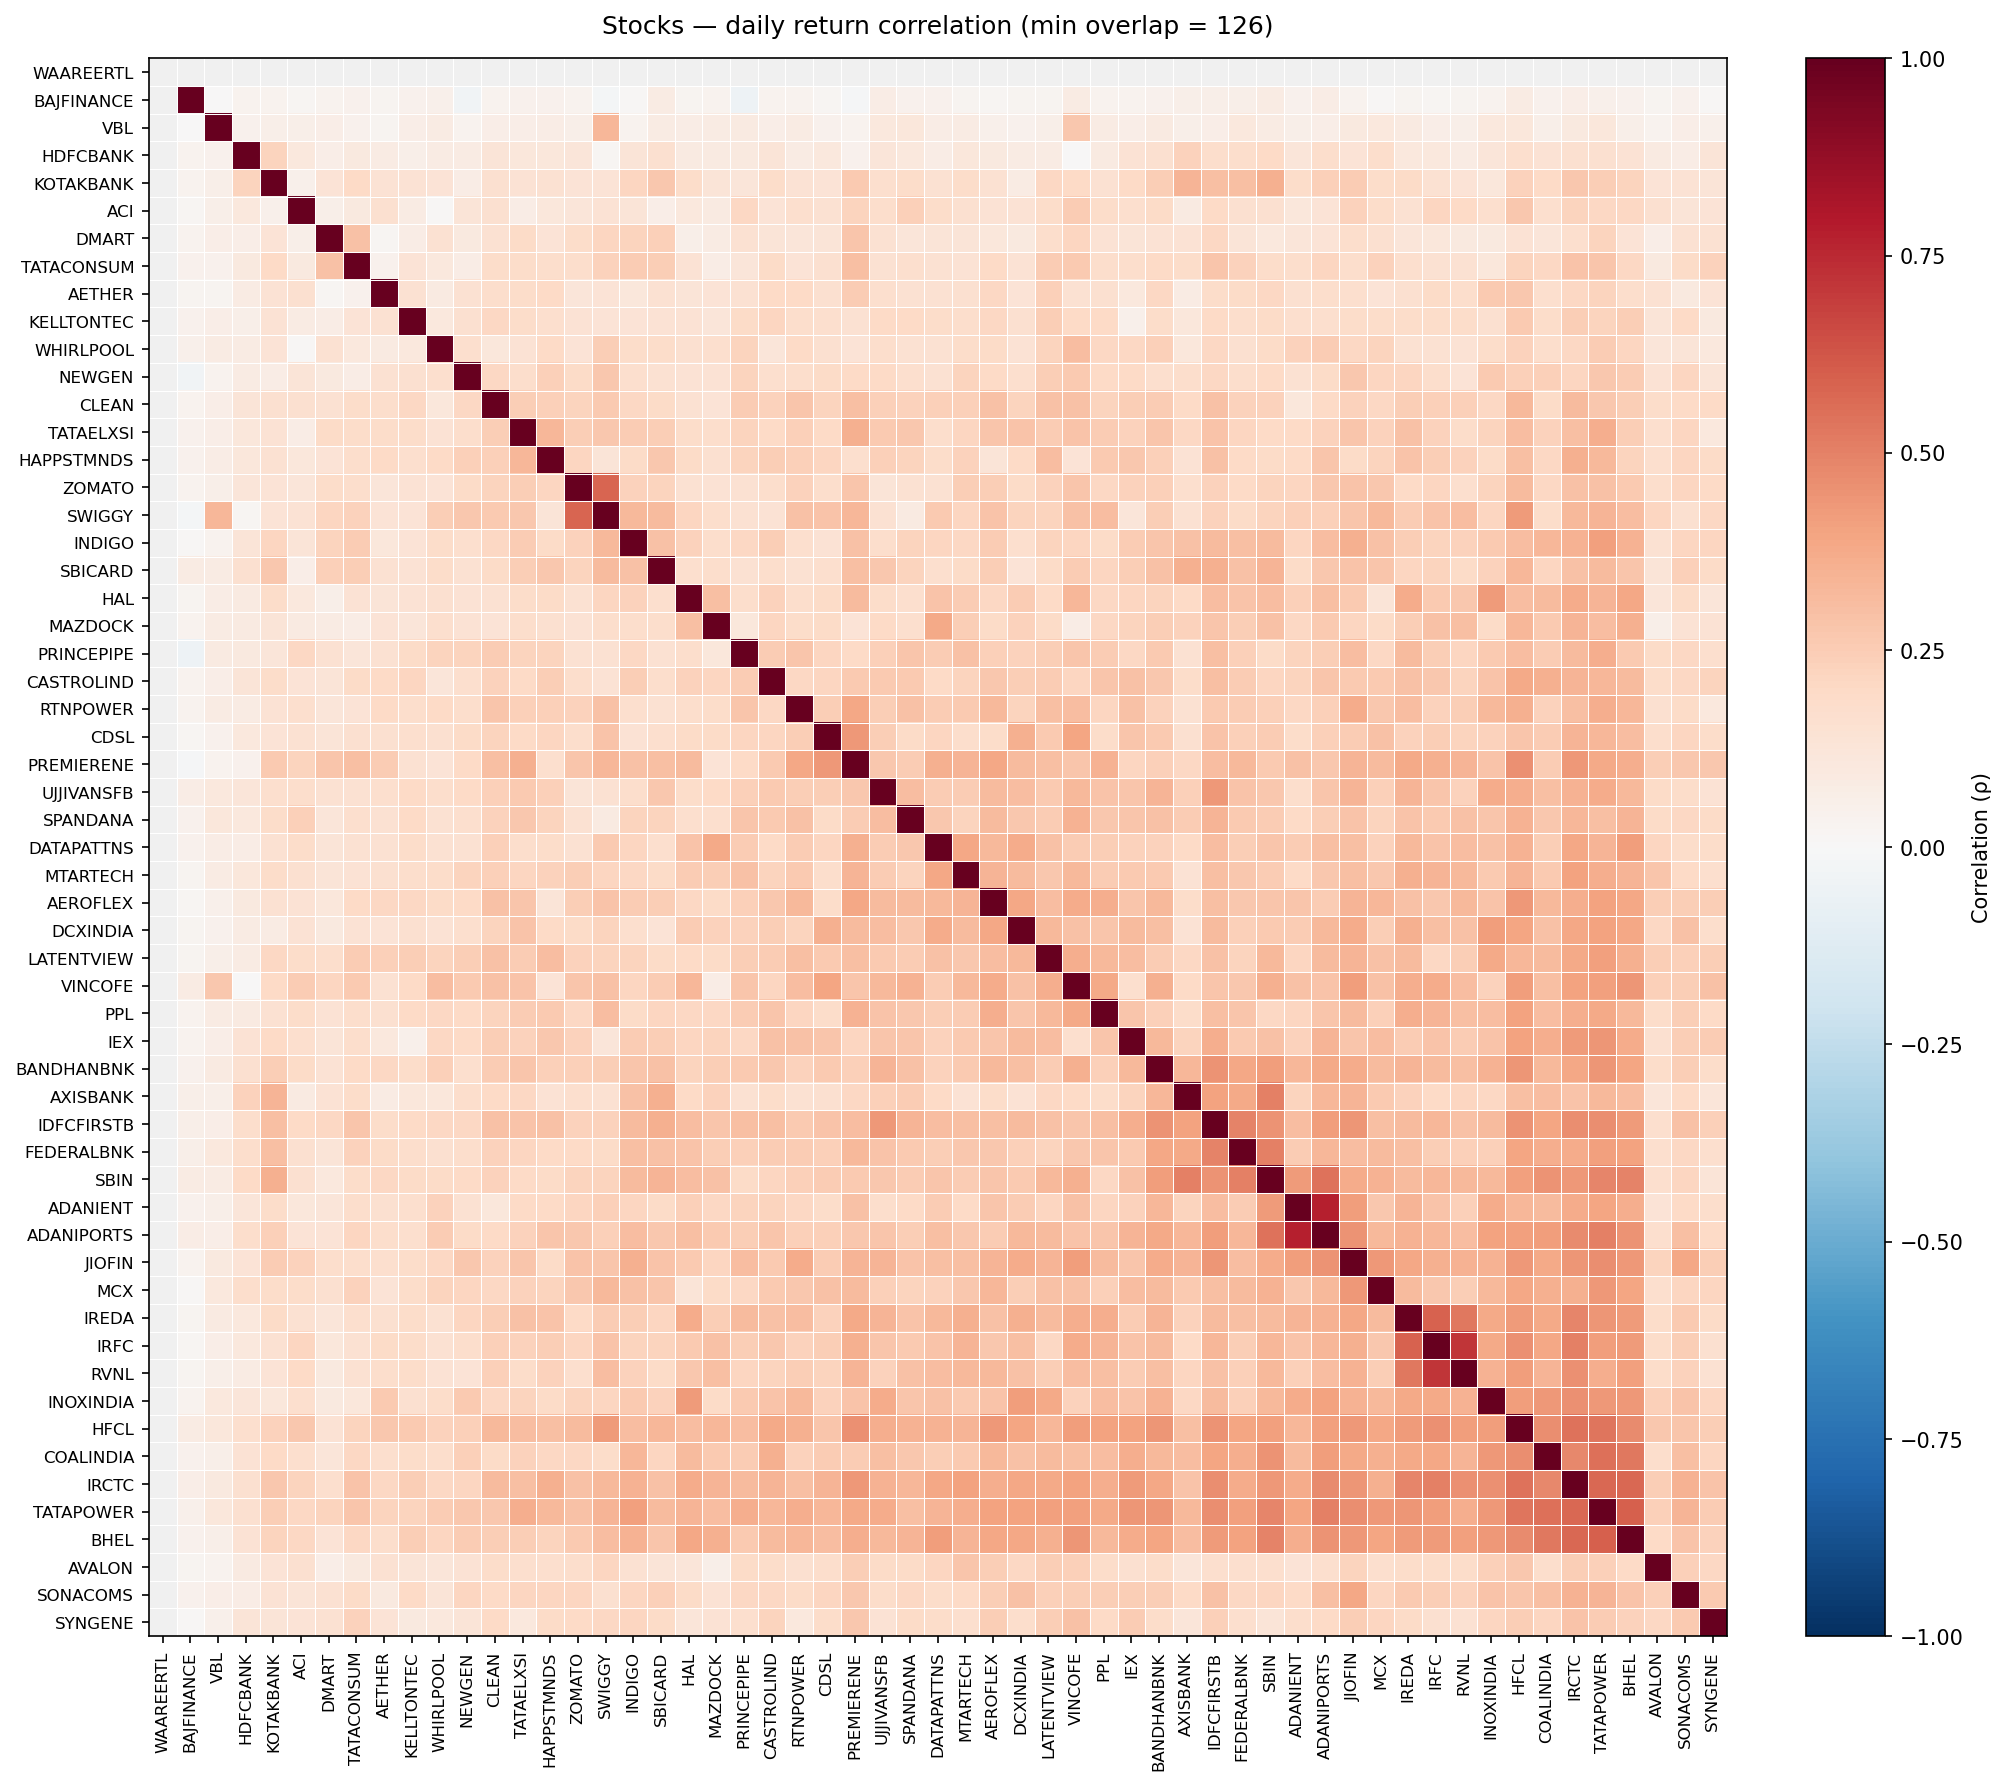 Stocks — daily return correlation (min overlap = 126)
WAAREERTL
BAJFINANCE
VBL
HDFCBANK
KOTAKBANK
ACI
DMART
TATACONSUM
AETHER
KELLTONTEC
WHIRLPOOL
NEWGEN
CLEAN
TATAELXSI
HAPPSTMNDS
ZOMATO
SWIGGY
INDIGO
SBICARD
HAL
MAZDOCK
PRINCEPIPE
CASTROLIND
RTNPOWER
CDSL
PREMIERENE
UJJIVANSFB
SPANDANA
DATAPATTNS
MTARTECH
AEROFLEX
DCXINDIA
LATENTVIEW
VINCOFE
PPL
IEX
BANDHANBNK
AXISBANK
IDFCFIRSTB
FEDERALBNK
SBIN
ADANIENT
ADANIPORTS
JIOFIN
MCX
IREDA
IRFC
RVNL
INOXINDIA
HFCL
COALINDIA
IRCTC
TATAPOWER
BHEL
AVALON
SONACOMS
SYNGENE
WAAREERTL
BAJFINANCE
VBL
HDFCBANK
KOTAKBANK
ACI
DMART
TATACONSUM
AETHER
KELLTONTEC
WHIRLPOOL
NEWGEN
CLEAN
TATAELXSI
HAPPSTMNDS
ZOMATO
SWIGGY
INDIGO
SBICARD
HAL
MAZDOCK
PRINCEPIPE
CASTROLIND
RTNPOWER
CDSL
PREMIERENE
UJJIVANSFB
SPANDANA
DATAPATTNS
MTARTECH
AEROFLEX
DCXINDIA
LATENTVIEW
VINCOFE
PPL
IEX
BANDHANBNK
AXISBANK
IDFCFIRSTB
FEDERALBNK
SBIN
ADANIENT
ADANIPORTS
JIOFIN
MCX
IREDA
IRFC
RVNL
INOXINDIA
HFCL
COALINDIA
IRCTC
TATAPOWER
BHEL
AVALON
SONACOMS
SYNGENE
1.00
0.75
0.50
0.25
0.00
−0.25
−0.50
−0.75
−1.00
Correlation (ρ)